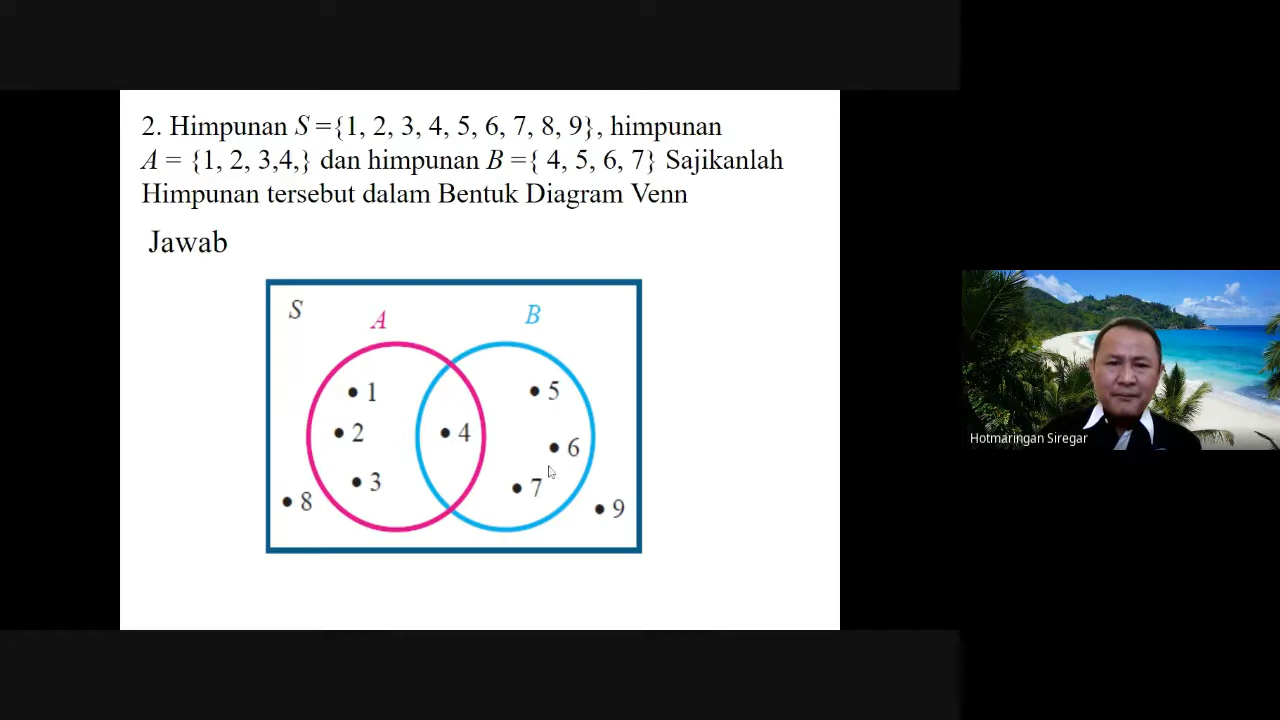 2. Himpunan S ={1, 2, 3, 4, 5, 6, 7, 8, 9}, himpunan
A = {1, 2, 3,4,} dan himpunan B ={ 4, 5, 6, 7} Sajikanlah
Himpunan tersebut dalam Bentuk Diagram Venn
Jawab
S
A
B
1
5
2
4
6
3
7
8
9
Hotmaringan Siregar